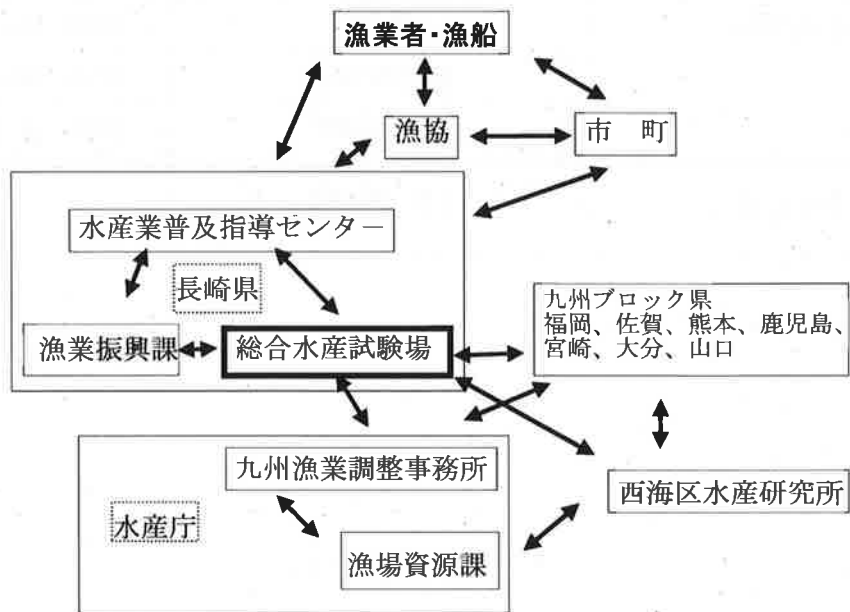 漁業者・漁船
漁協
市　町
水産業普及指導センター
長崎県
漁業振興課
総合水産試験場
九州ブロック県
福岡、佐賀、熊本、鹿児島、
宮崎、大分、山口
九州漁業調整事務所
水産庁
漁場資源課
西海区水産研究所